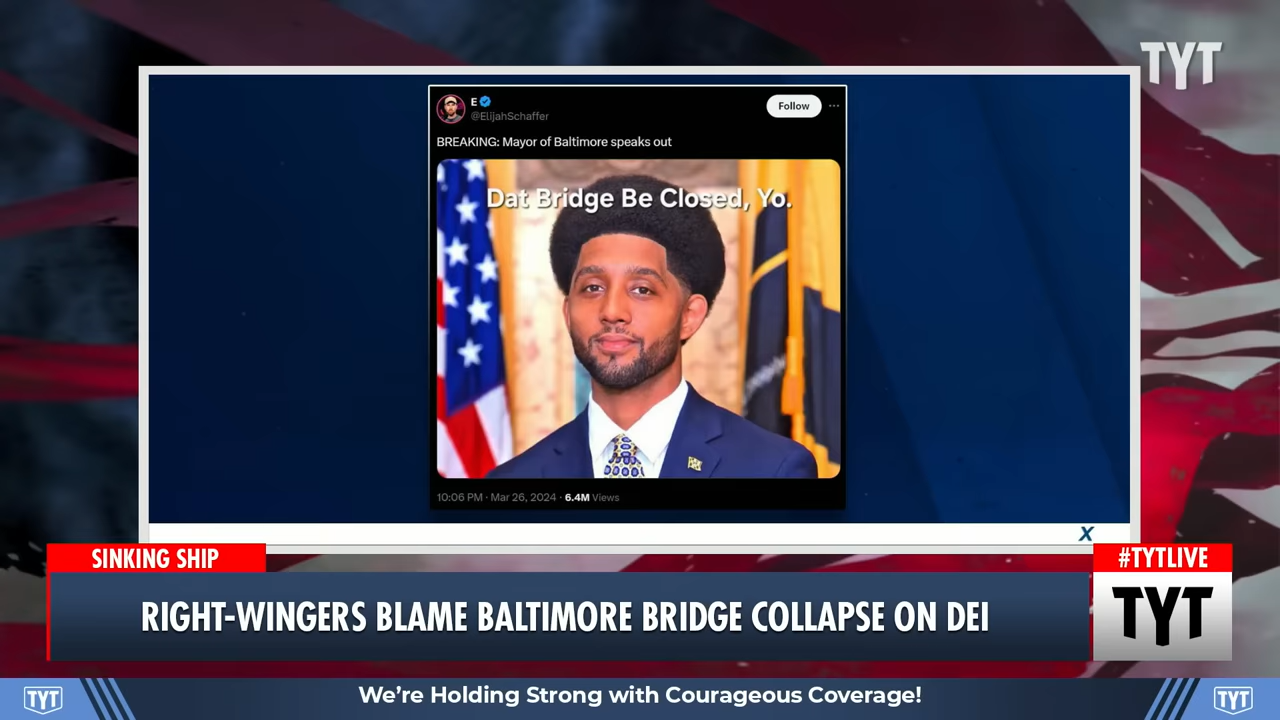 TYT
E
@ElijahSchaffer
Follow
BREAKING: Mayor of Baltimore speaks out
Dat Bridge Be Closed, Yo.
10:06 PM · Mar 26, 2024 · 6.4M Views
X
SINKING SHIP
#TYTLIVE
RIGHT-WINGERS BLAME BALTIMORE BRIDGE COLLAPSE ON DEI
TYT
TYT
We're Holding Strong with Courageous Coverage!
TYT